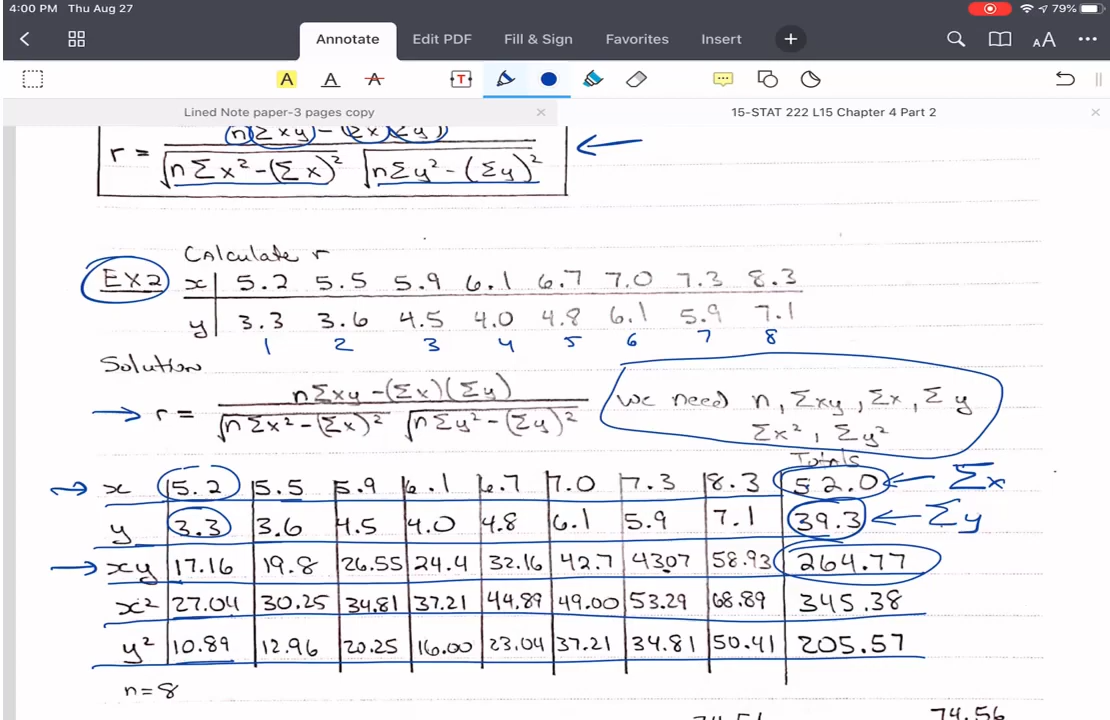 4:00 PM Thu Aug 27 79%
Annotate Edit PDF Fill & Sign Favorites Insert + AA
A A A T
Lined Note paper-3 pages copy × 15-STAT 222 L15 Chapter 4 Part 2 ×
n Σxy - (Σx)(Σy)
r = √n Σx² - (Σx)² √n Σy² - (Σy)²
Calculate r
EX2 x 5.2 5.5 5.9 6.1 6.7 7.0 7.3 8.3
y 3.3 3.6 4.5 4.0 4.8 6.1 5.9 7.1
1 2 3 4 5 6 7 8
Solution
r = nΣxy - (Σx)(Σy)
√n Σx² - (Σx)² √n Σy² - (Σy)²
We need n, Σxy, Σx, Σy
Σx², Σy²
Totals
→ x 5.2 5.5 5.9 6.1 6.7 7.0 7.3 8.3 52.0 ← Σx
y 3.3 3.6 4.5 4.0 4.8 6.1 5.9 7.1 39.3 ← Σy
→ xy 17.16 19.8 26.55 24.4 32.16 42.7 43.07 58.93 264.77
x² 27.04 30.25 34.81 37.21 44.89 49.00 53.29 68.89 345.38
y² 10.89 12.96 20.25 16.00 23.04 37.21 34.81 50.41 205.57
n=8
74.56